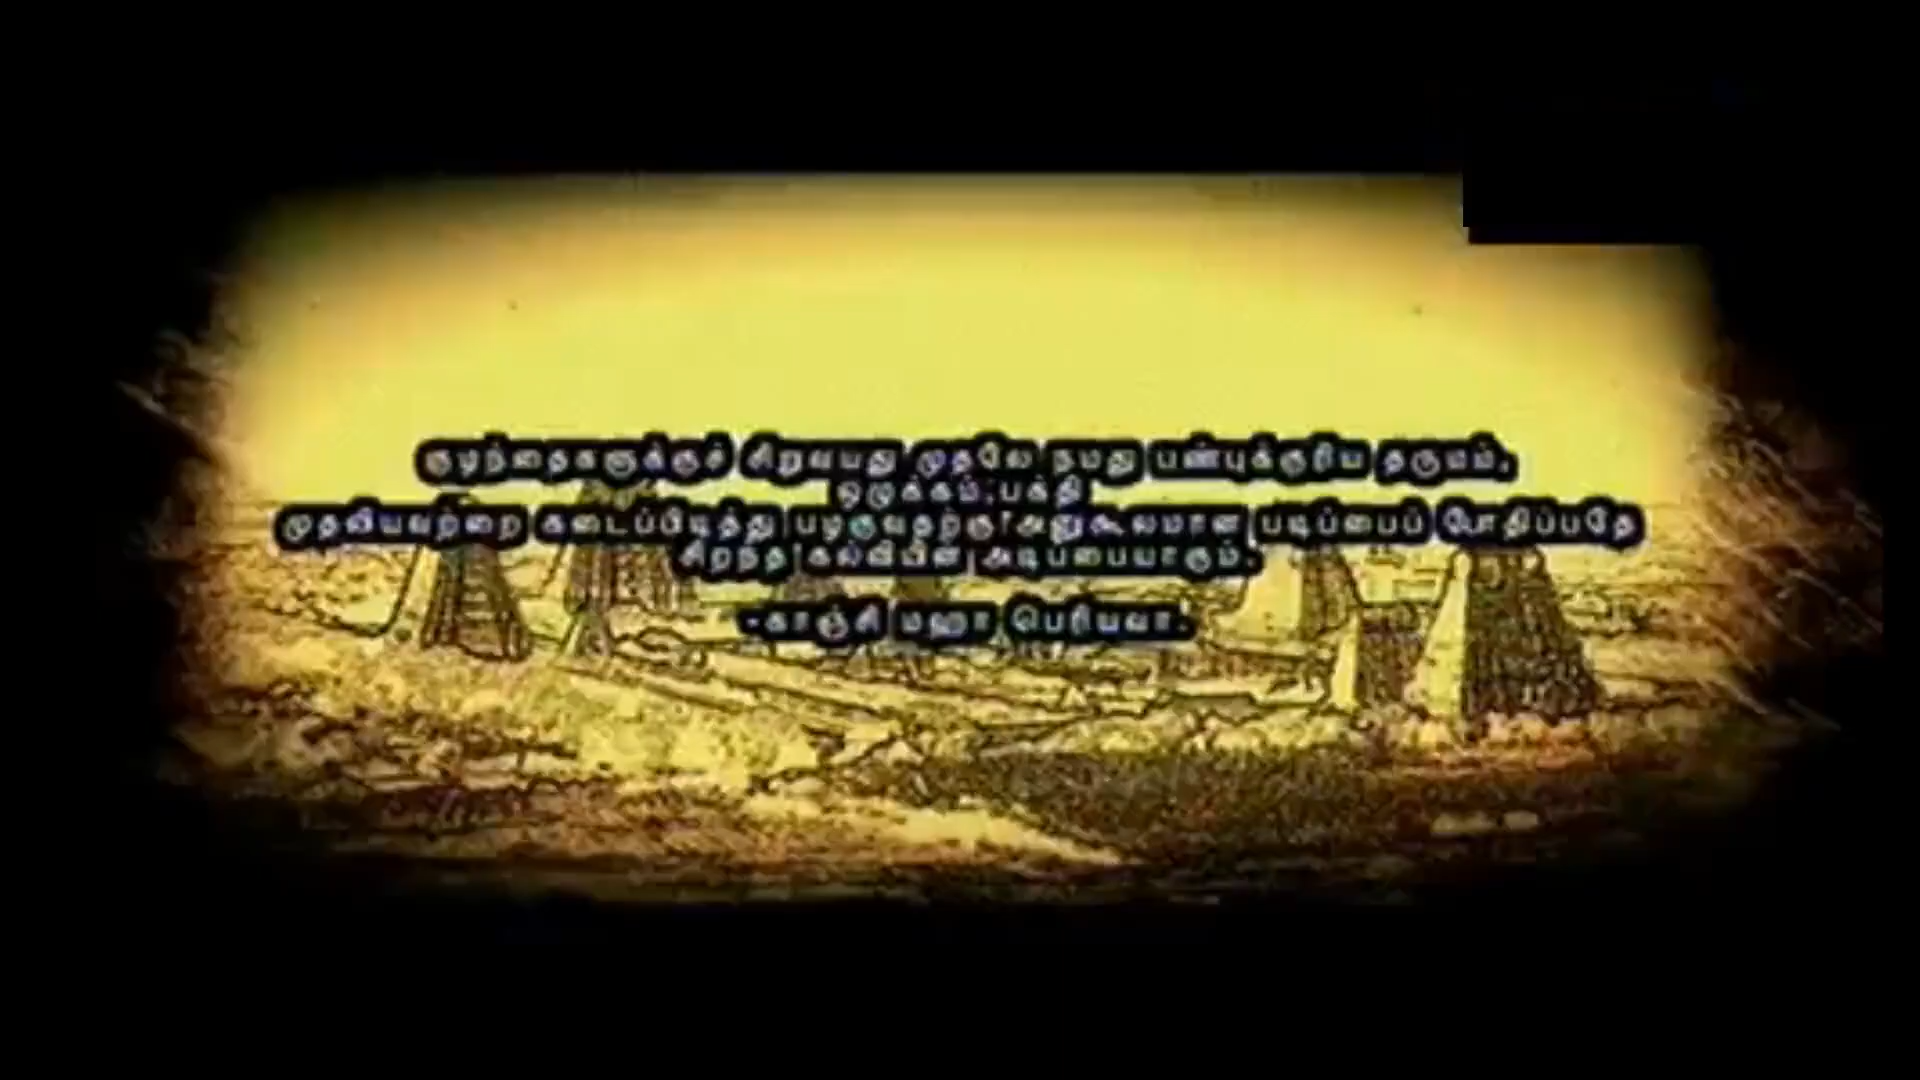 குழந்தைகளுக்குச் சிறுவயது முதலே நமது பண்புக்குரிய தருமம்,
ஒழுக்கம், பக்தி
முதலியவற்றை கடைப்பிடித்து பழகுவதற்கு அனுகூலமான படிப்பைப் போதிப்பதே
சிறந்த கல்வியின் அடிப்படையாகும்.
-காஞ்சி மஹா பெரியவா.